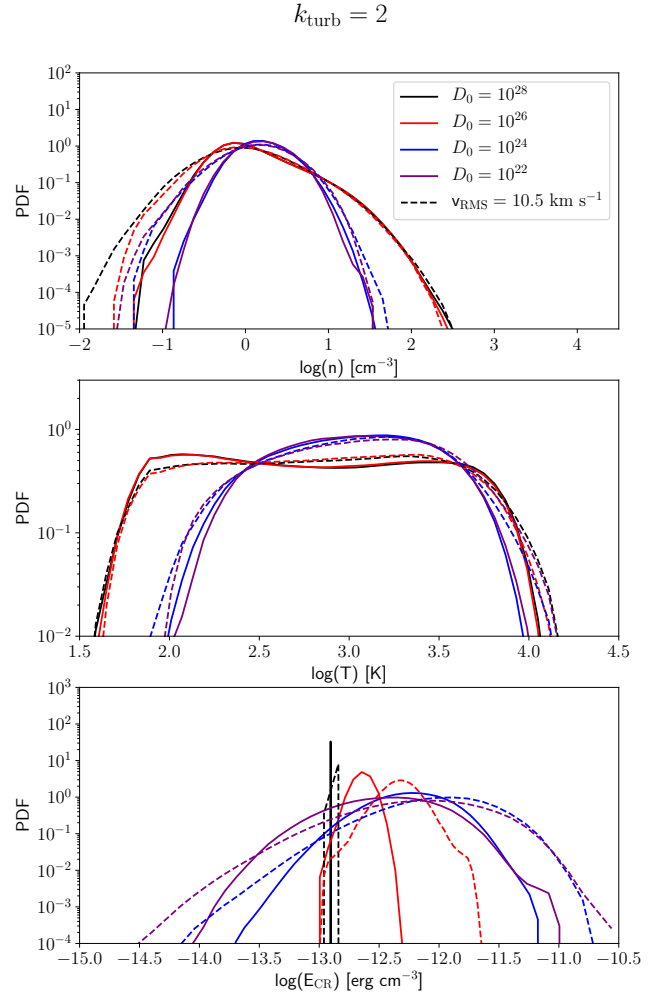 k_turb = 2
10^2
10^1
10^0
10^-1
10^-2
10^-3
10^-4
10^-5
PDF
D_0 = 10^28
D_0 = 10^26
D_0 = 10^24
D_0 = 10^22
v_RMS = 10.5 km s^-1
−2 −1 0 1 2 3 4
log(n) [cm^-3]
10^0
10^-1
10^-2
PDF
1.5 2.0 2.5 3.0 3.5 4.0 4.5
log(T) [K]
10^3
10^2
10^1
10^0
10^-1
10^-2
10^-3
10^-4
PDF
−15.0 −14.5 −14.0 −13.5 −13.0 −12.5 −12.0 −11.5 −11.0 −10.5
log(E_CR) [erg cm^-3]